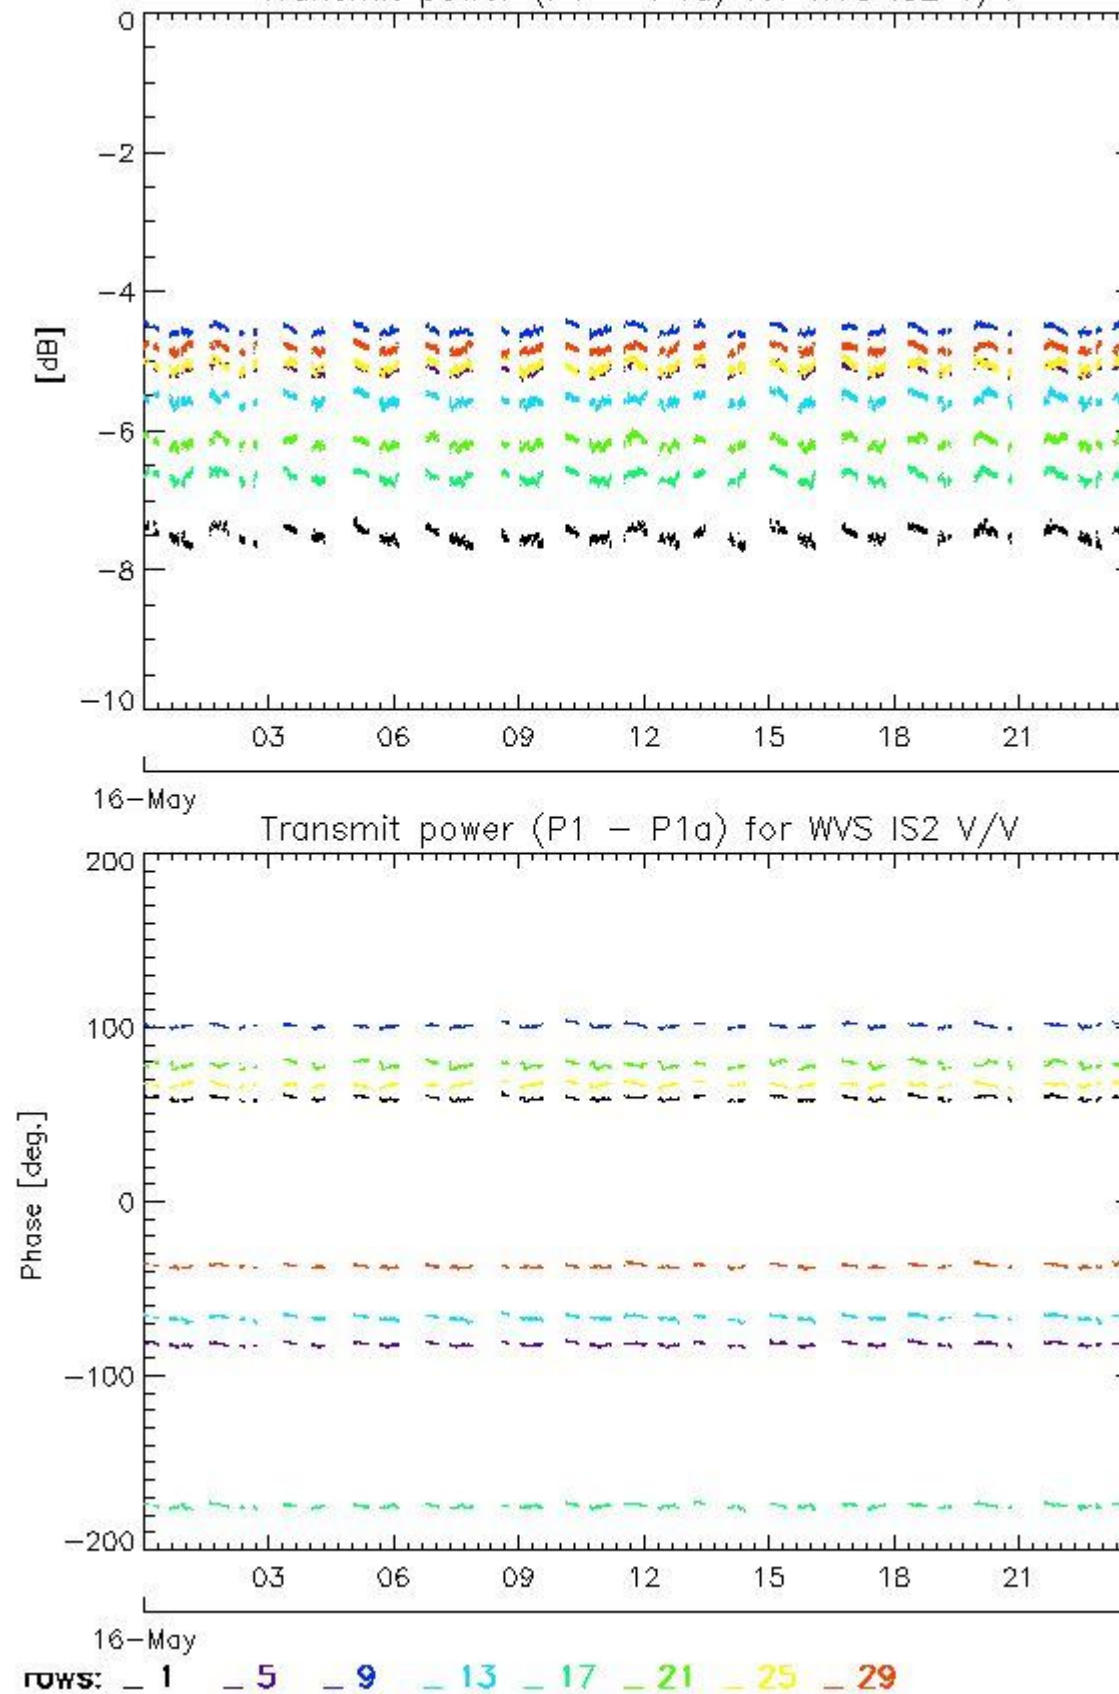 0
−2
−4
[dB]
−6
−8
−10
03 06 09 12 15 18 21
16−May
Transmit power (P1 − P1a) for WVS IS2 V/V
200
100
Phase [deg.]
0
−100
−200
03 06 09 12 15 18 21
16−May
rows: _ 1 _ 5 _ 9 _ 13 _ 17 _ 21 _ 25 _ 29